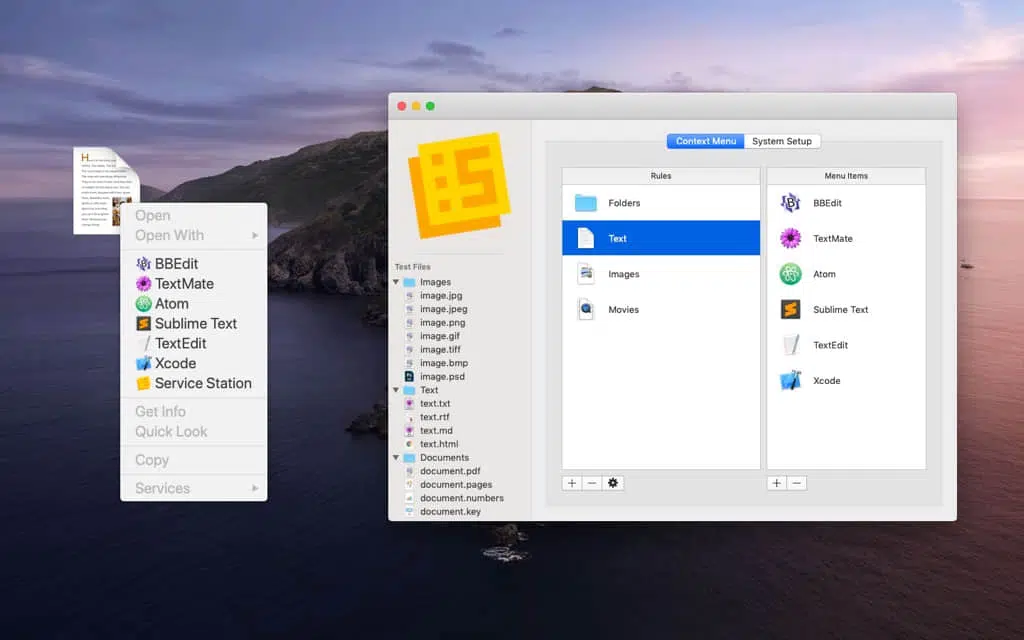 Open
Open With
BBEdit
TextMate
Atom
Sublime Text
TextEdit
Xcode
Service Station
Get Info
Quick Look
Copy
Services
Test Files
Images
image.jpg
image.jpeg
image.png
image.gif
image.tiff
image.bmp
image.psd
Text
text.txt
text.rtf
text.md
text.html
Documents
document.pdf
document.pages
document.numbers
document.key
Context Menu
System Setup
Rules
Folders
Text
Images
Movies
Menu Items
BBEdit
TextMate
Atom
Sublime Text
TextEdit
Xcode